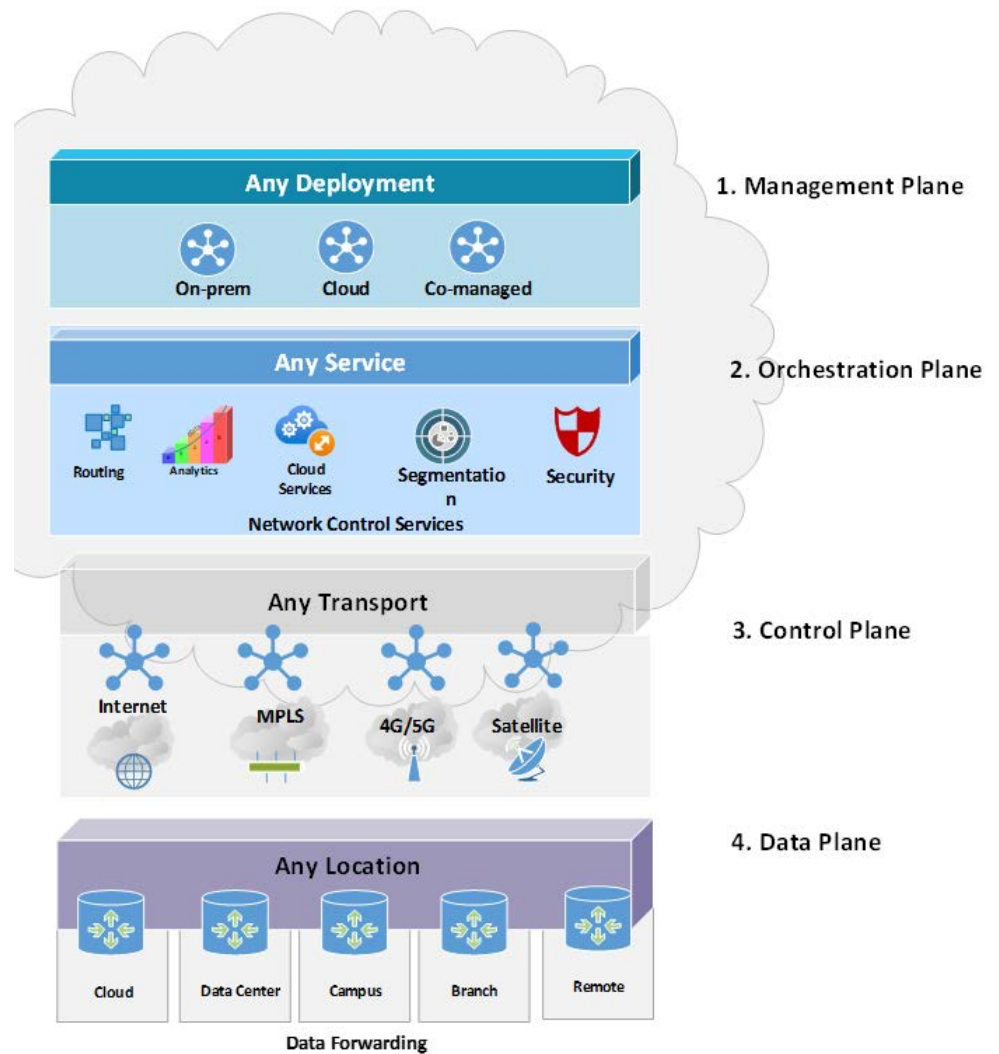 Any Deployment
1. Management Plane
On-prem
Cloud
Co-managed
Any Service
2. Orchestration Plane
Routing
Analytics
Cloud
Services
Segmentatio
n
Security
Network Control Services
Any Transport
3. Control Plane
Internet
MPLS
4G/5G
Satellite
4. Data Plane
Any Location
Cloud
Data Center
Campus
Branch
Remote
Data Forwarding